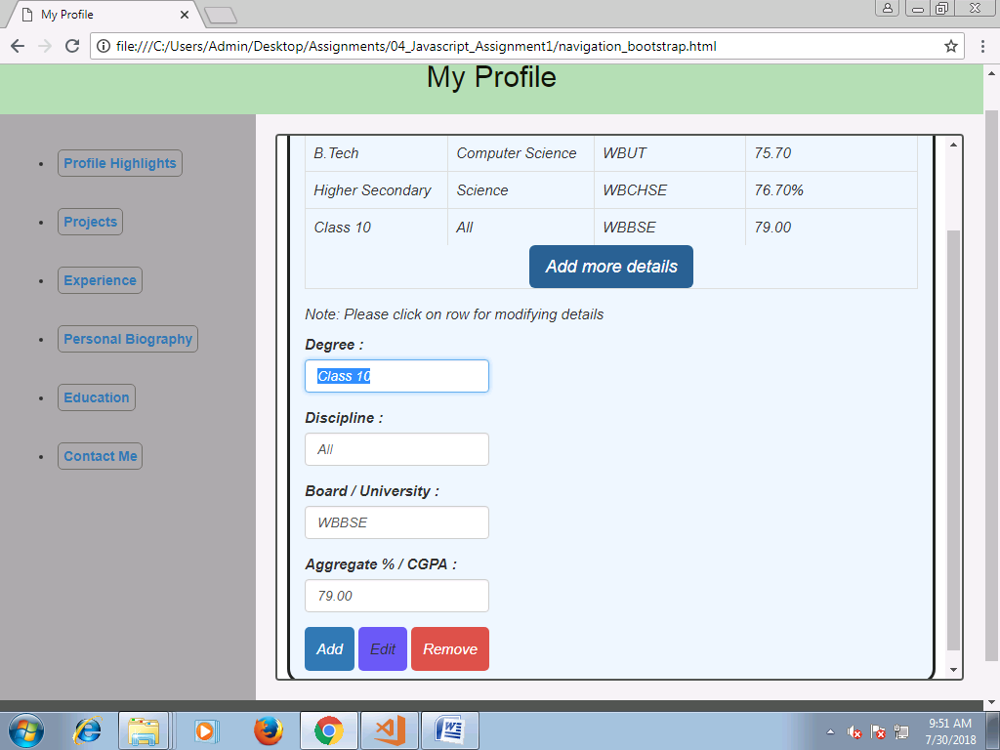 My Profile
file:///C:/Users/Admin/Desktop/Assignments/04_Javascript_Assignment1/navigation_bootstrap.html
My Profile
Profile Highlights
Projects
Experience
Personal Biography
Education
Contact Me
B.Tech Computer Science WBUT 75.70
Higher Secondary Science WBCHSE 76.70%
Class 10 All WBBSE 79.00
Add more details
Note: Please click on row for modifying details
Degree :
Class 10
Discipline :
All
Board / University :
WBBSE
Aggregate % / CGPA :
79.00
Add Edit Remove
9:51 AM
7/30/2018